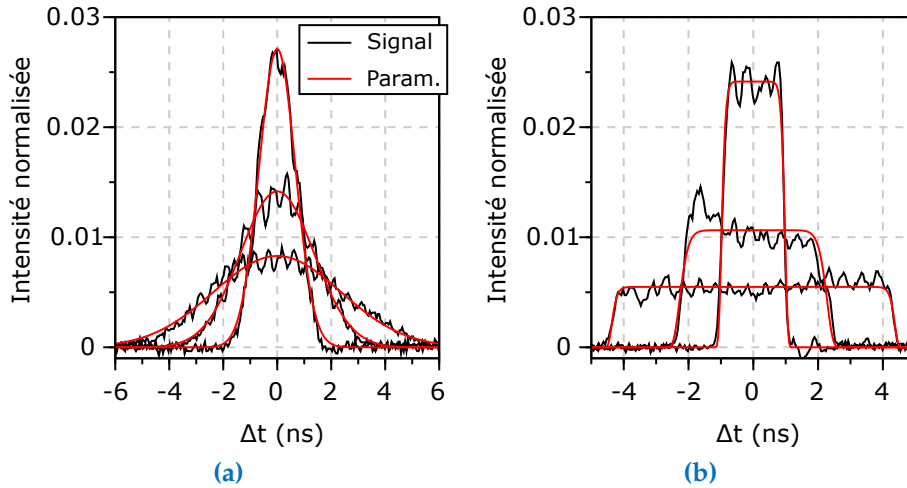 0.03
0.02
0.01
0
Intensité normalisée
Signal
Param.
-6 -4 -2 0 2 4 6
Δt (ns)
(a)
0.03
0.02
0.01
0
Intensité normalisée
-4 -2 0 2 4
Δt (ns)
(b)